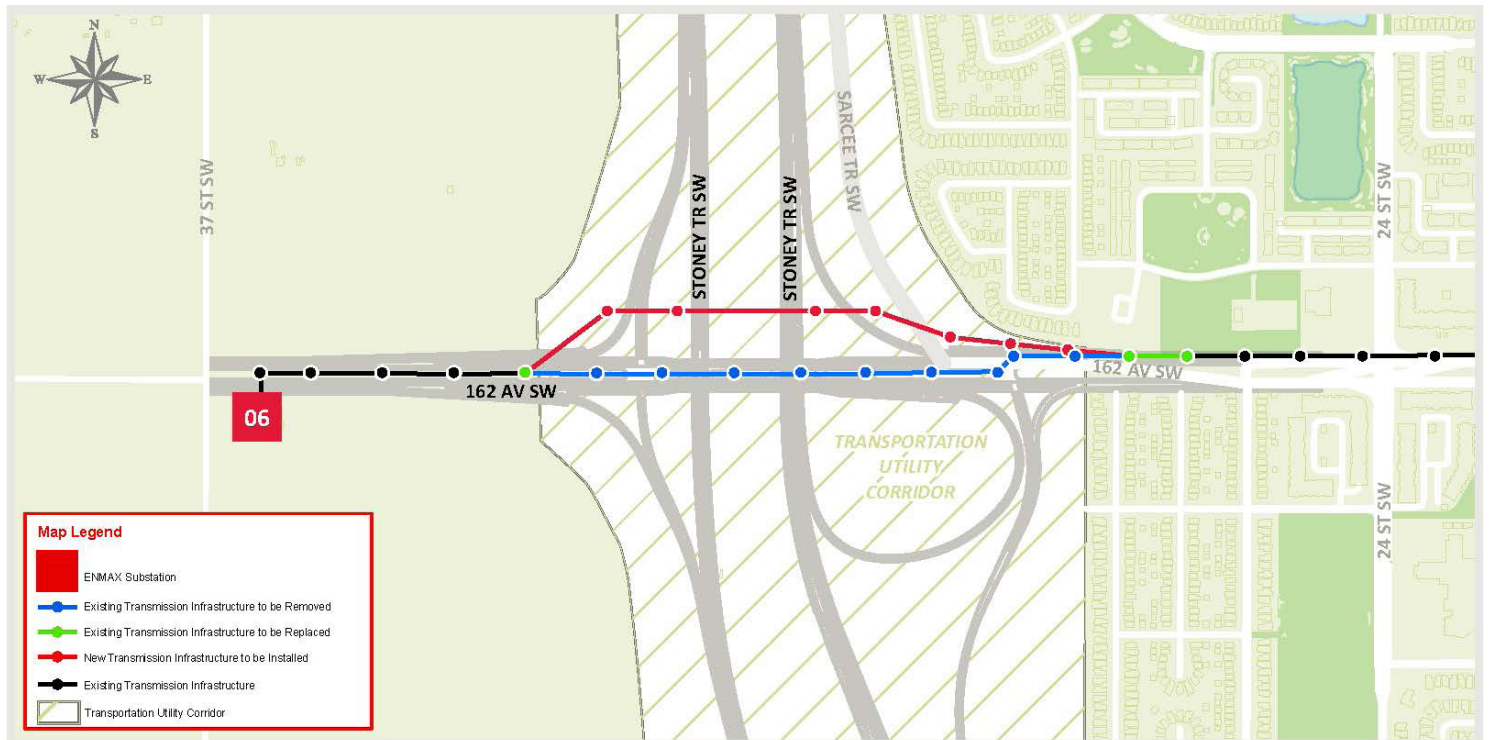 N
W E
S
37 ST SW
STONEY TR SW
STONEY TR SW
SARCEE TR SW
24 ST SW
162 AV SW
162 AV SW
06
TRANSPORTATION
UTILITY
CORRIDOR
24 ST SW
Map Legend
ENMAX Substation
Existing Transmission Infrastructure to be Removed
Existing Transmission Infrastructure to be Replaced
New Transmission Infrastructure to be Installed
Existing Transmission Infrastructure
Transportation Utility Corridor